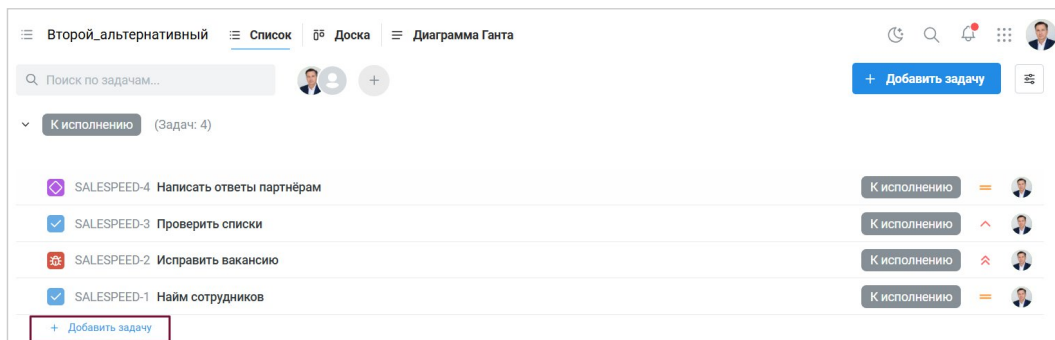 Второй_альтернативный Список Доска Диаграмма Ганта
Поиск по задачам...
+ Добавить задачу
К исполнению (Задач: 4)
SALESPEED-4 Написать ответы партнёрам К исполнению
SALESPEED-3 Проверить списки К исполнению
SALESPEED-2 Исправить вакансию К исполнению
SALESPEED-1 Найм сотрудников К исполнению
+ Добавить задачу